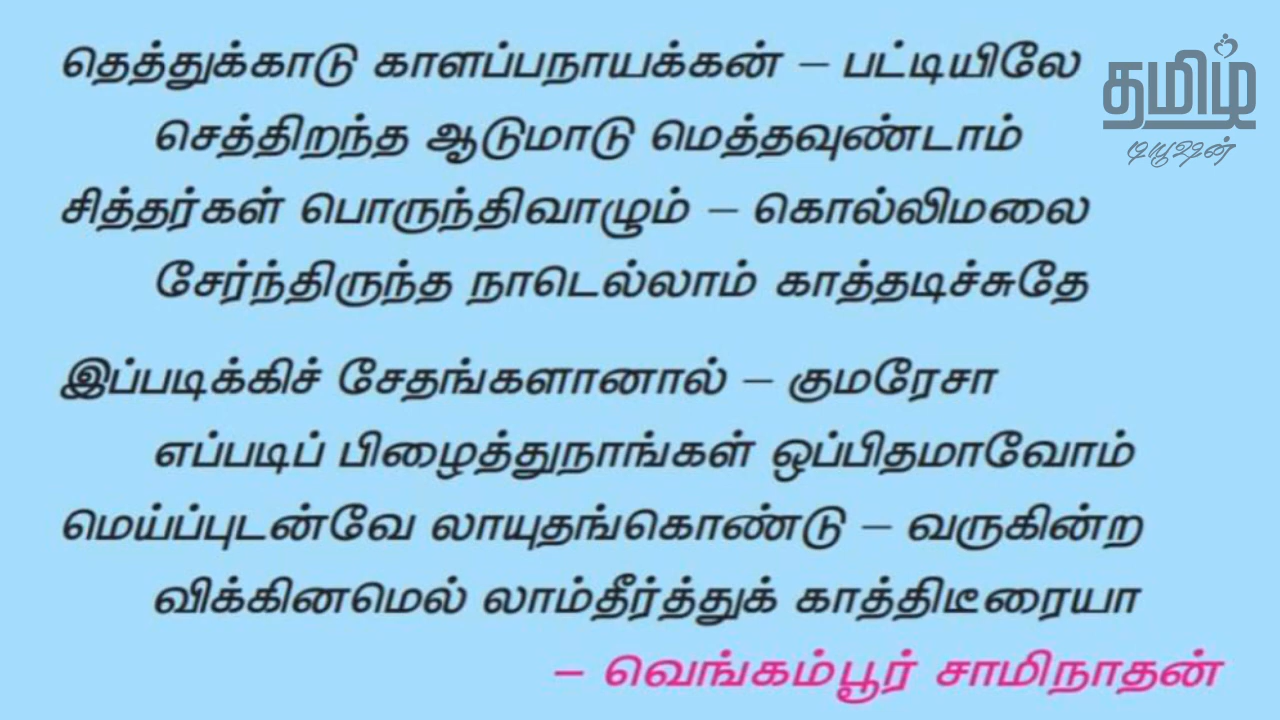 தமிழ்
டியூஷன்
தெத்துக்காடு காளப்பநாயக்கன் – பட்டியிலே
செத்திறந்த ஆடுமாடு மெத்தவுண்டாம்
சித்தர்கள் பொருந்திவாழும் – கொல்லிமலை
சேர்ந்திருந்த நாடெல்லாம் காத்தடிச்சுதே
இப்படிக்கிச் சேதங்களானால் – குமரேசா
எப்படிப் பிழைத்துநாங்கள் ஒப்பிதமாவோம்
மெய்ப்புடன்வே லாயுதங்கொண்டு – வருகின்ற
விக்கினமெல் லாம்தீர்த்துக் காத்திடீரையா
– வெங்கம்பூர் சாமிநாதன்